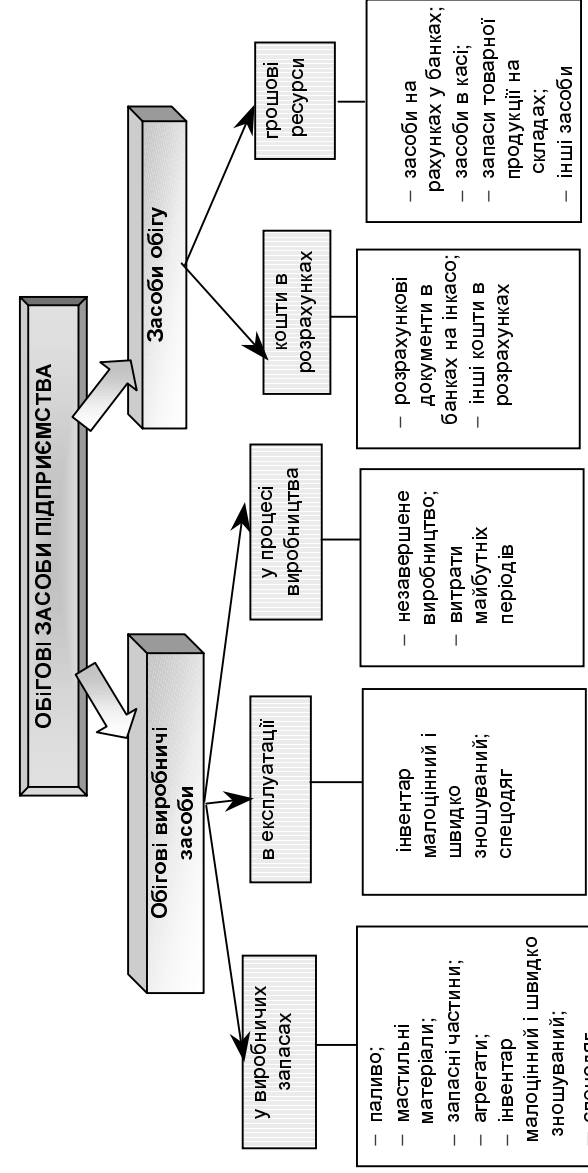 ОБІГОВІ ЗАСОБИ ПІДПРИЄМСТВА
Обігові виробничі
засоби
Засоби обігу
у виробничих
запасах
в експлуатації
у процесі
виробництва
кошти в
розрахунках
грошові
ресурси
– паливо;
– мастильні
матеріали;
– запасні частини;
– агрегати;
– інвентар
малоцінний і швидко
зношуваний;
інвентар
малоцінний і
швидко
зношуваний;
спецодяг
– незавершене
виробництво;
– витрати
майбутніх
періодів
– розрахункові
документи в
банках на інкасо;
– інші кошти в
розрахунках
– засоби на
рахунках у банках;
– засоби в касі;
– запаси товарної
продукції на
складах;
– інші засоби